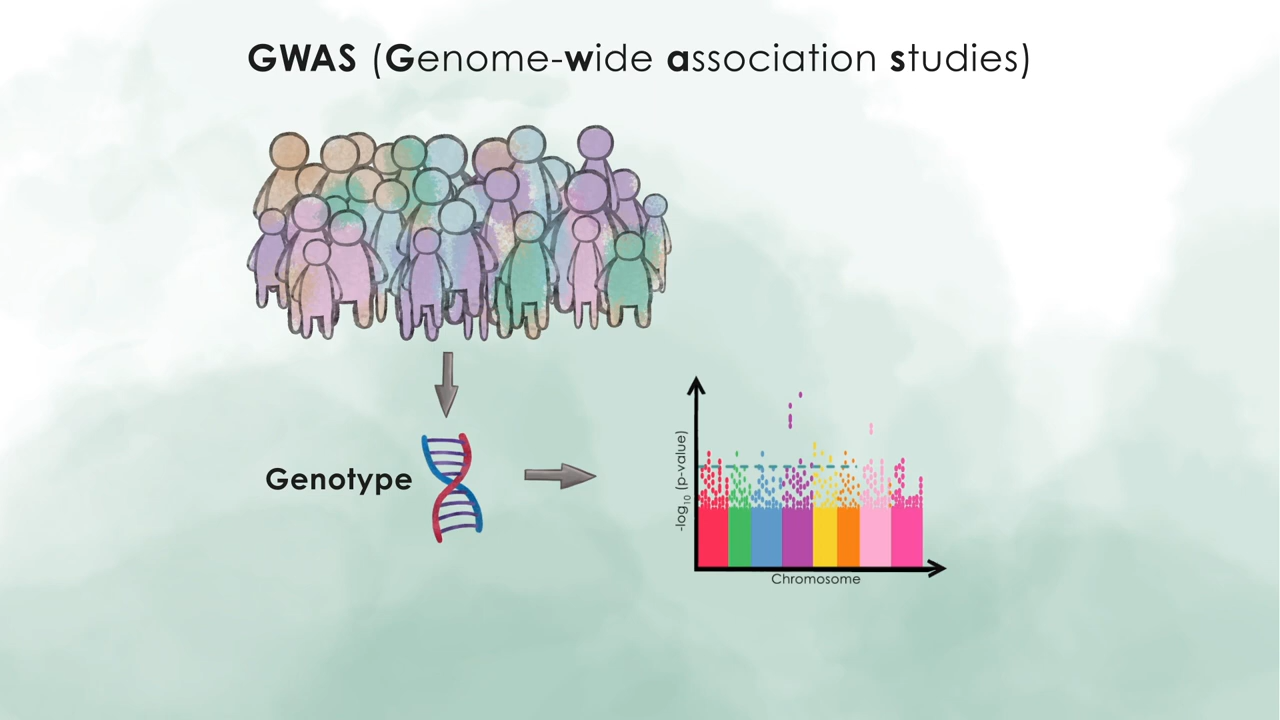 GWAS (Genome-wide association studies)
Genotype
-log₁₀ (p-value)
Chromosome